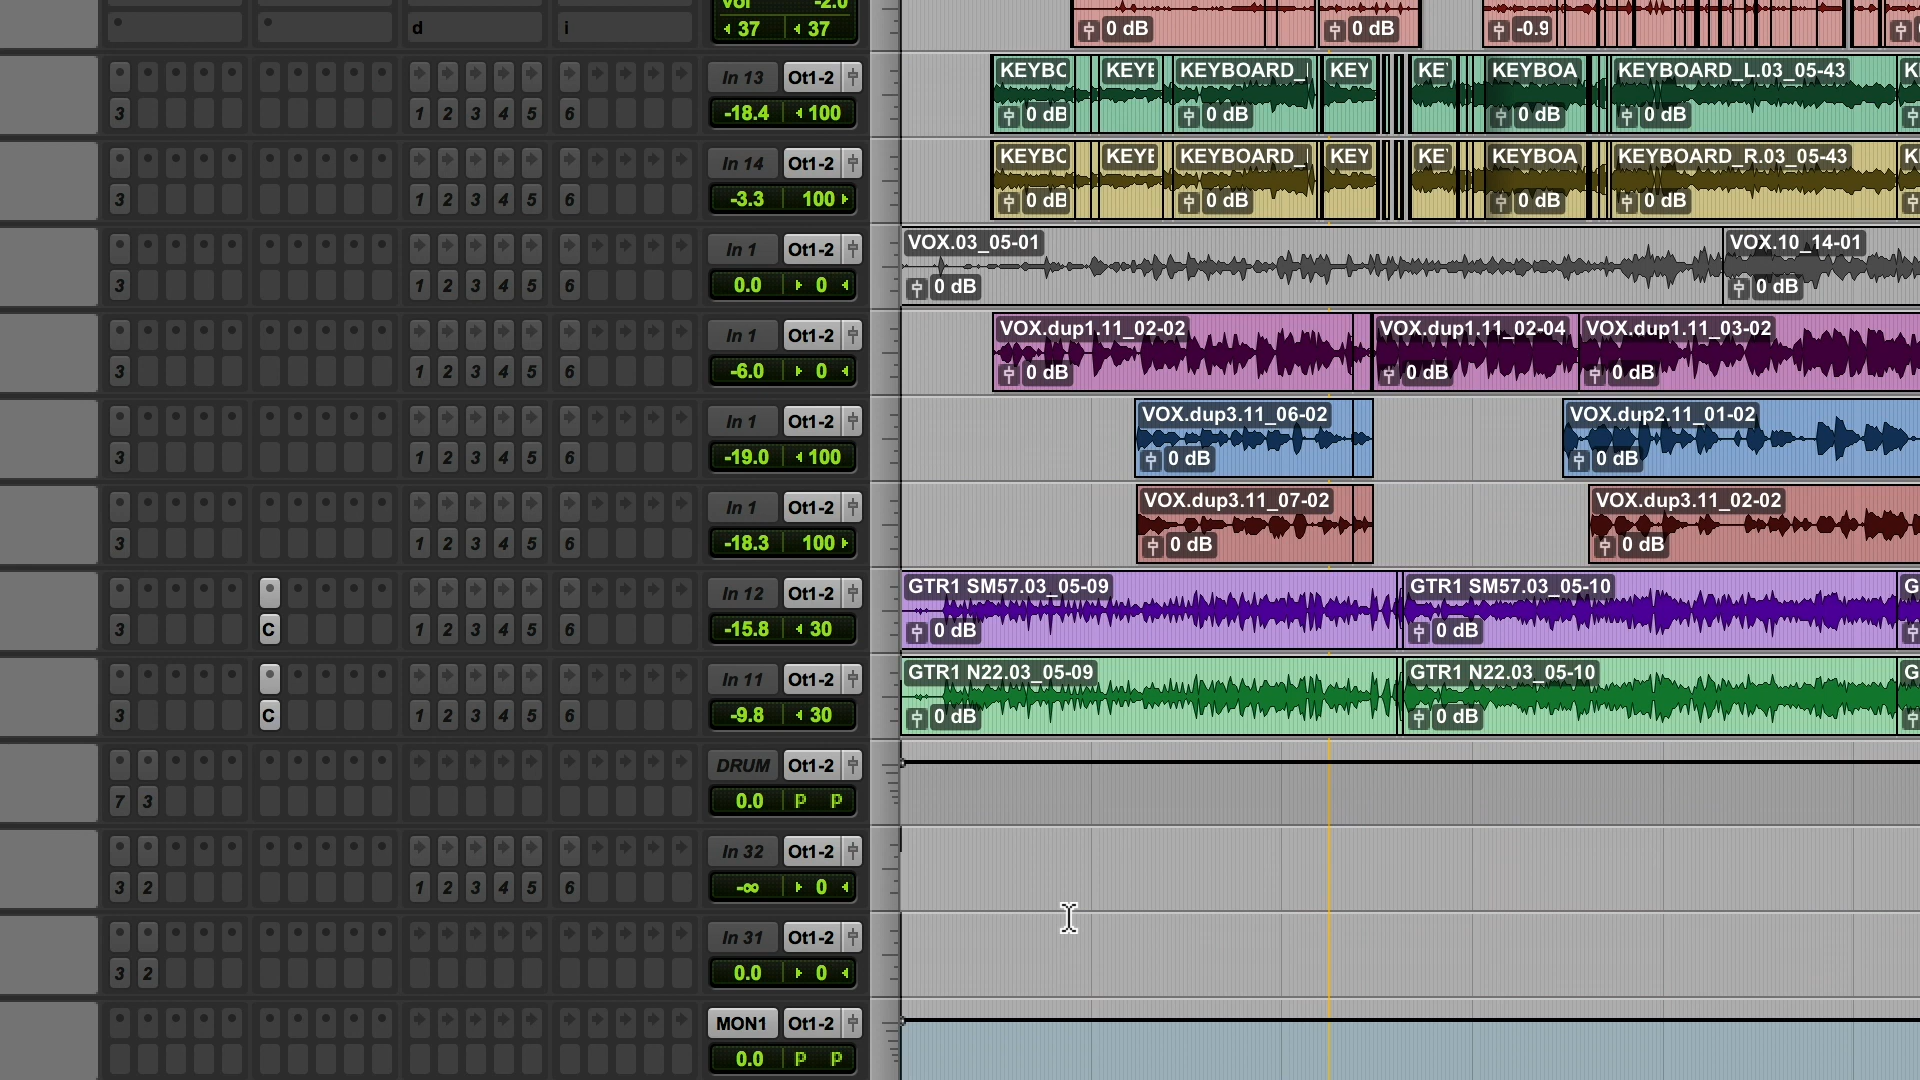 Vol -2.0
d i 37 37 0 dB 0 dB -0.9
In 13 Ot1-2 KEYBC KEYE KEYBOARD_ KEY KE KEYBOA KEYBOARD_L.03_05-43
3 1 2 3 4 5 6 -18.4 100 0 dB 0 dB 0 dB 0 dB
In 14 Ot1-2 KEYBC KEYE KEYBOARD_ KEY KE KEYBOA KEYBOARD_R.03_05-43
3 1 2 3 4 5 6 -3.3 100 0 dB 0 dB 0 dB 0 dB
In 1 Ot1-2 VOX.03_05-01 VOX.10_14-01
3 1 2 3 4 5 6 0.0 0 0 dB 0 dB
In 1 Ot1-2 VOX.dup1.11_02-02 VOX.dup1.11_02-04 VOX.dup1.11_03-02
3 1 2 3 4 5 6 -6.0 0 0 dB 0 dB 0 dB
In 1 Ot1-2 VOX.dup3.11_06-02 VOX.dup2.11_01-02
3 1 2 3 4 5 6 -19.0 100 0 dB 0 dB
In 1 Ot1-2 VOX.dup3.11_07-02 VOX.dup3.11_02-02
3 1 2 3 4 5 6 -18.3 100 0 dB 0 dB
In 12 Ot1-2 GTR1 SM57.03_05-09 GTR1 SM57.03_05-10 G
3 C 1 2 3 4 5 6 -15.8 30 0 dB 0 dB
In 11 Ot1-2 GTR1 N22.03_05-09 GTR1 N22.03_05-10 G
3 C 1 2 3 4 5 6 -9.8 30 0 dB 0 dB
DRUM Ot1-2
7 3 0.0 P P
In 32 Ot1-2
3 2 1 2 3 4 5 6 -∞ 0
In 31 Ot1-2
3 2 0.0 0
MON1 Ot1-2
0.0 P P